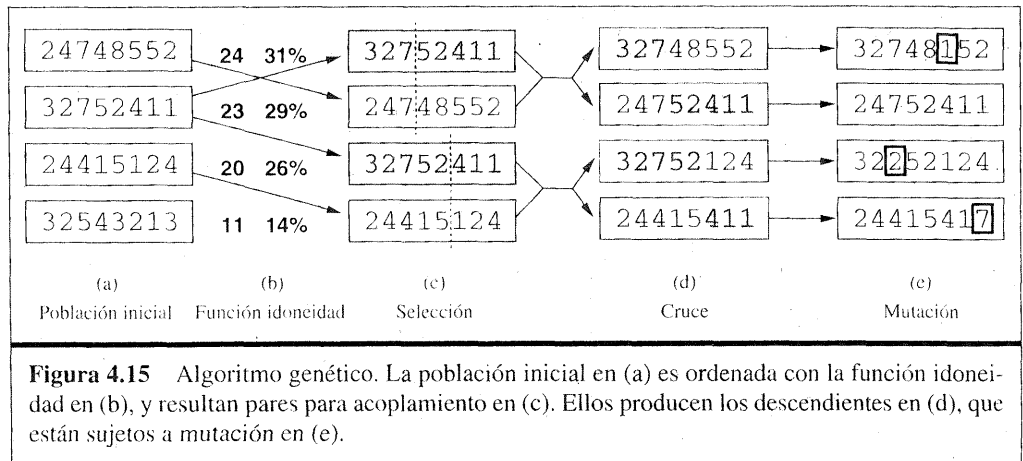 24748552 24 31% 32752411 32748552 32748152
32752411 23 29% 24748552 24752411 24752411
24415124 20 26% 32752411 32752124 32252124
32543213 11 14% 24415124 24415411 24415417
(a) (b) (c) (d) (e)
Población inicial Función idoneidad Selección Cruce Mutación
Figura 4.15 Algoritmo genético. La población inicial en (a) es ordenada con la función idonei-
dad en (b), y resultan pares para acoplamiento en (c). Ellos producen los descendientes en (d), que
están sujetos a mutación en (e).